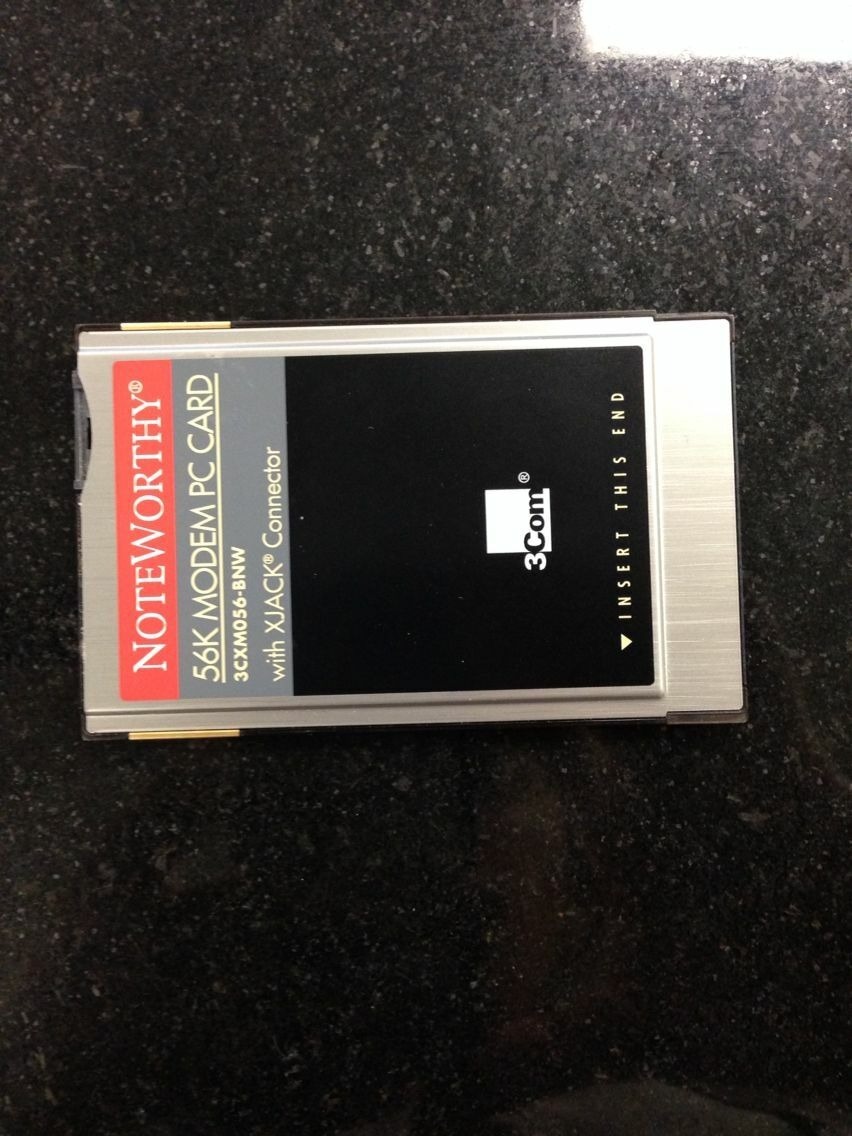 NOTEWORTHY®
56K MODEM PC CARD
3CXM056-BNW
with XJACK® Connector
3Com®
INSERT THIS END